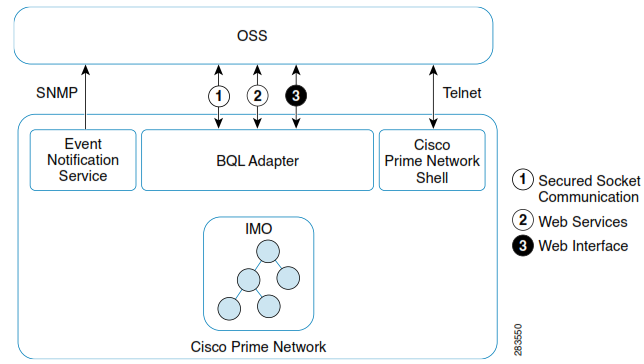 OSS
SNMP
1
2
3
Telnet
Event
Notification
Service
BQL Adapter
Cisco
Prime Network
Shell
1 Secured Socket
Communication
2 Web Services
3 Web Interface
IMO
Cisco Prime Network
283550